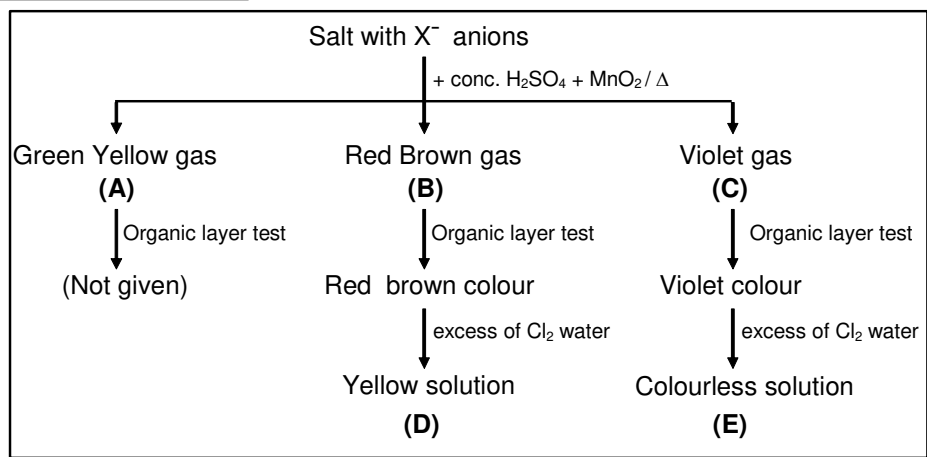 Salt with X⁻ anions
+ conc. H₂SO₄ + MnO₂ / Δ
Green Yellow gas Red Brown gas Violet gas
(A) (B) (C)
Organic layer test Organic layer test Organic layer test
(Not given) Red brown colour Violet colour
excess of Cl₂ water excess of Cl₂ water
Yellow solution Colourless solution
(D) (E)